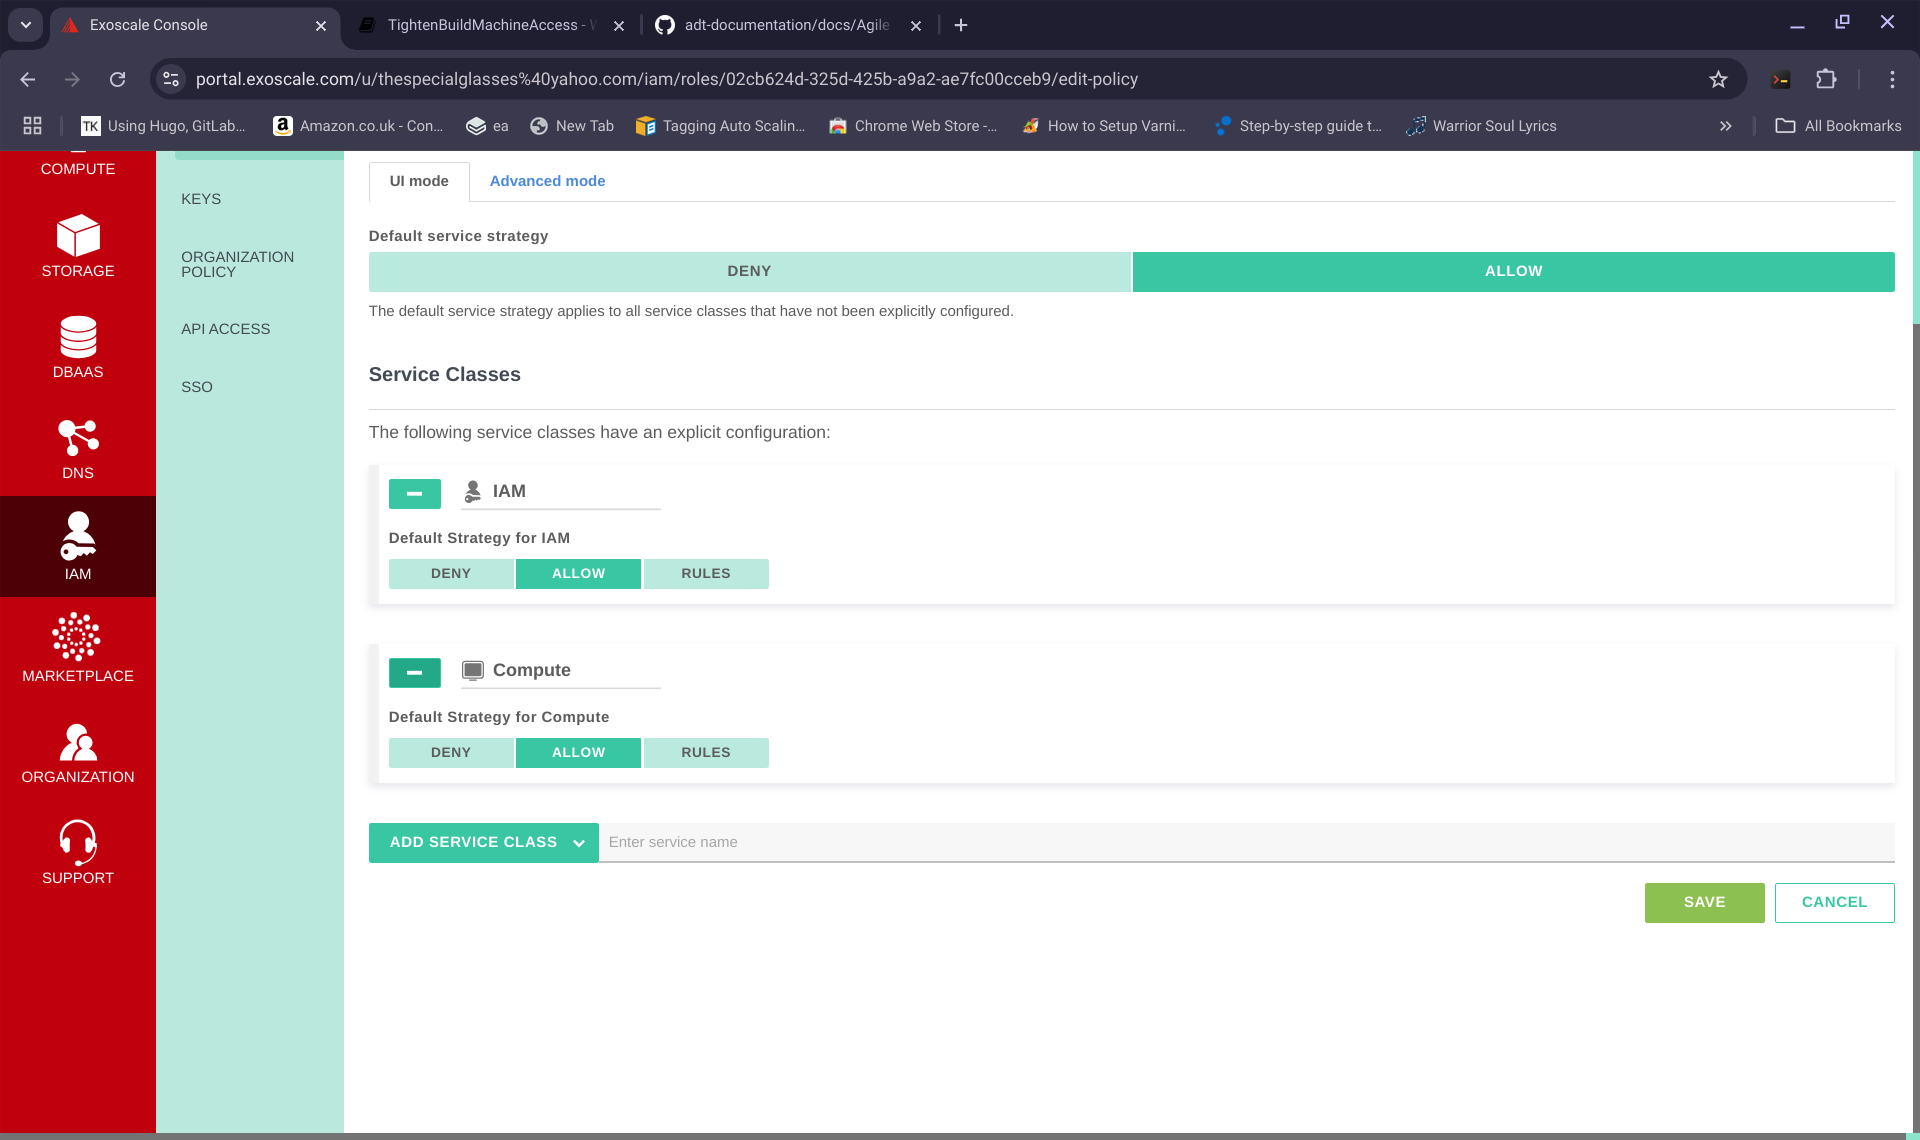 Exoscale Console
TightenBuildMachineAccess -
adt-documentation/docs/Agile
portal.exoscale.com/u/thespecialglasses%40yahoo.com/iam/roles/02cb624d-325d-425b-a9a2-ae7fc00cceb9/edit-policy
TK Using Hugo, GitLab...
a Amazon.co.uk - Con...
ea
New Tab
Tagging Auto Scalin...
Chrome Web Store -...
How to Setup Varni...
Step-by-step guide t...
Warrior Soul Lyrics
All Bookmarks
COMPUTE
STORAGE
DBAAS
DNS
IAM
MARKETPLACE
ORGANIZATION
SUPPORT
KEYS
ORGANIZATION
POLICY
API ACCESS
SSO
UI mode
Advanced mode
Default service strategy
DENY
ALLOW
The default service strategy applies to all service classes that have not been explicitly configured.
Service Classes
The following service classes have an explicit configuration:
IAM
Default Strategy for IAM
DENY
ALLOW
RULES
Compute
Default Strategy for Compute
DENY
ALLOW
RULES
ADD SERVICE CLASS
Enter service name
SAVE
CANCEL